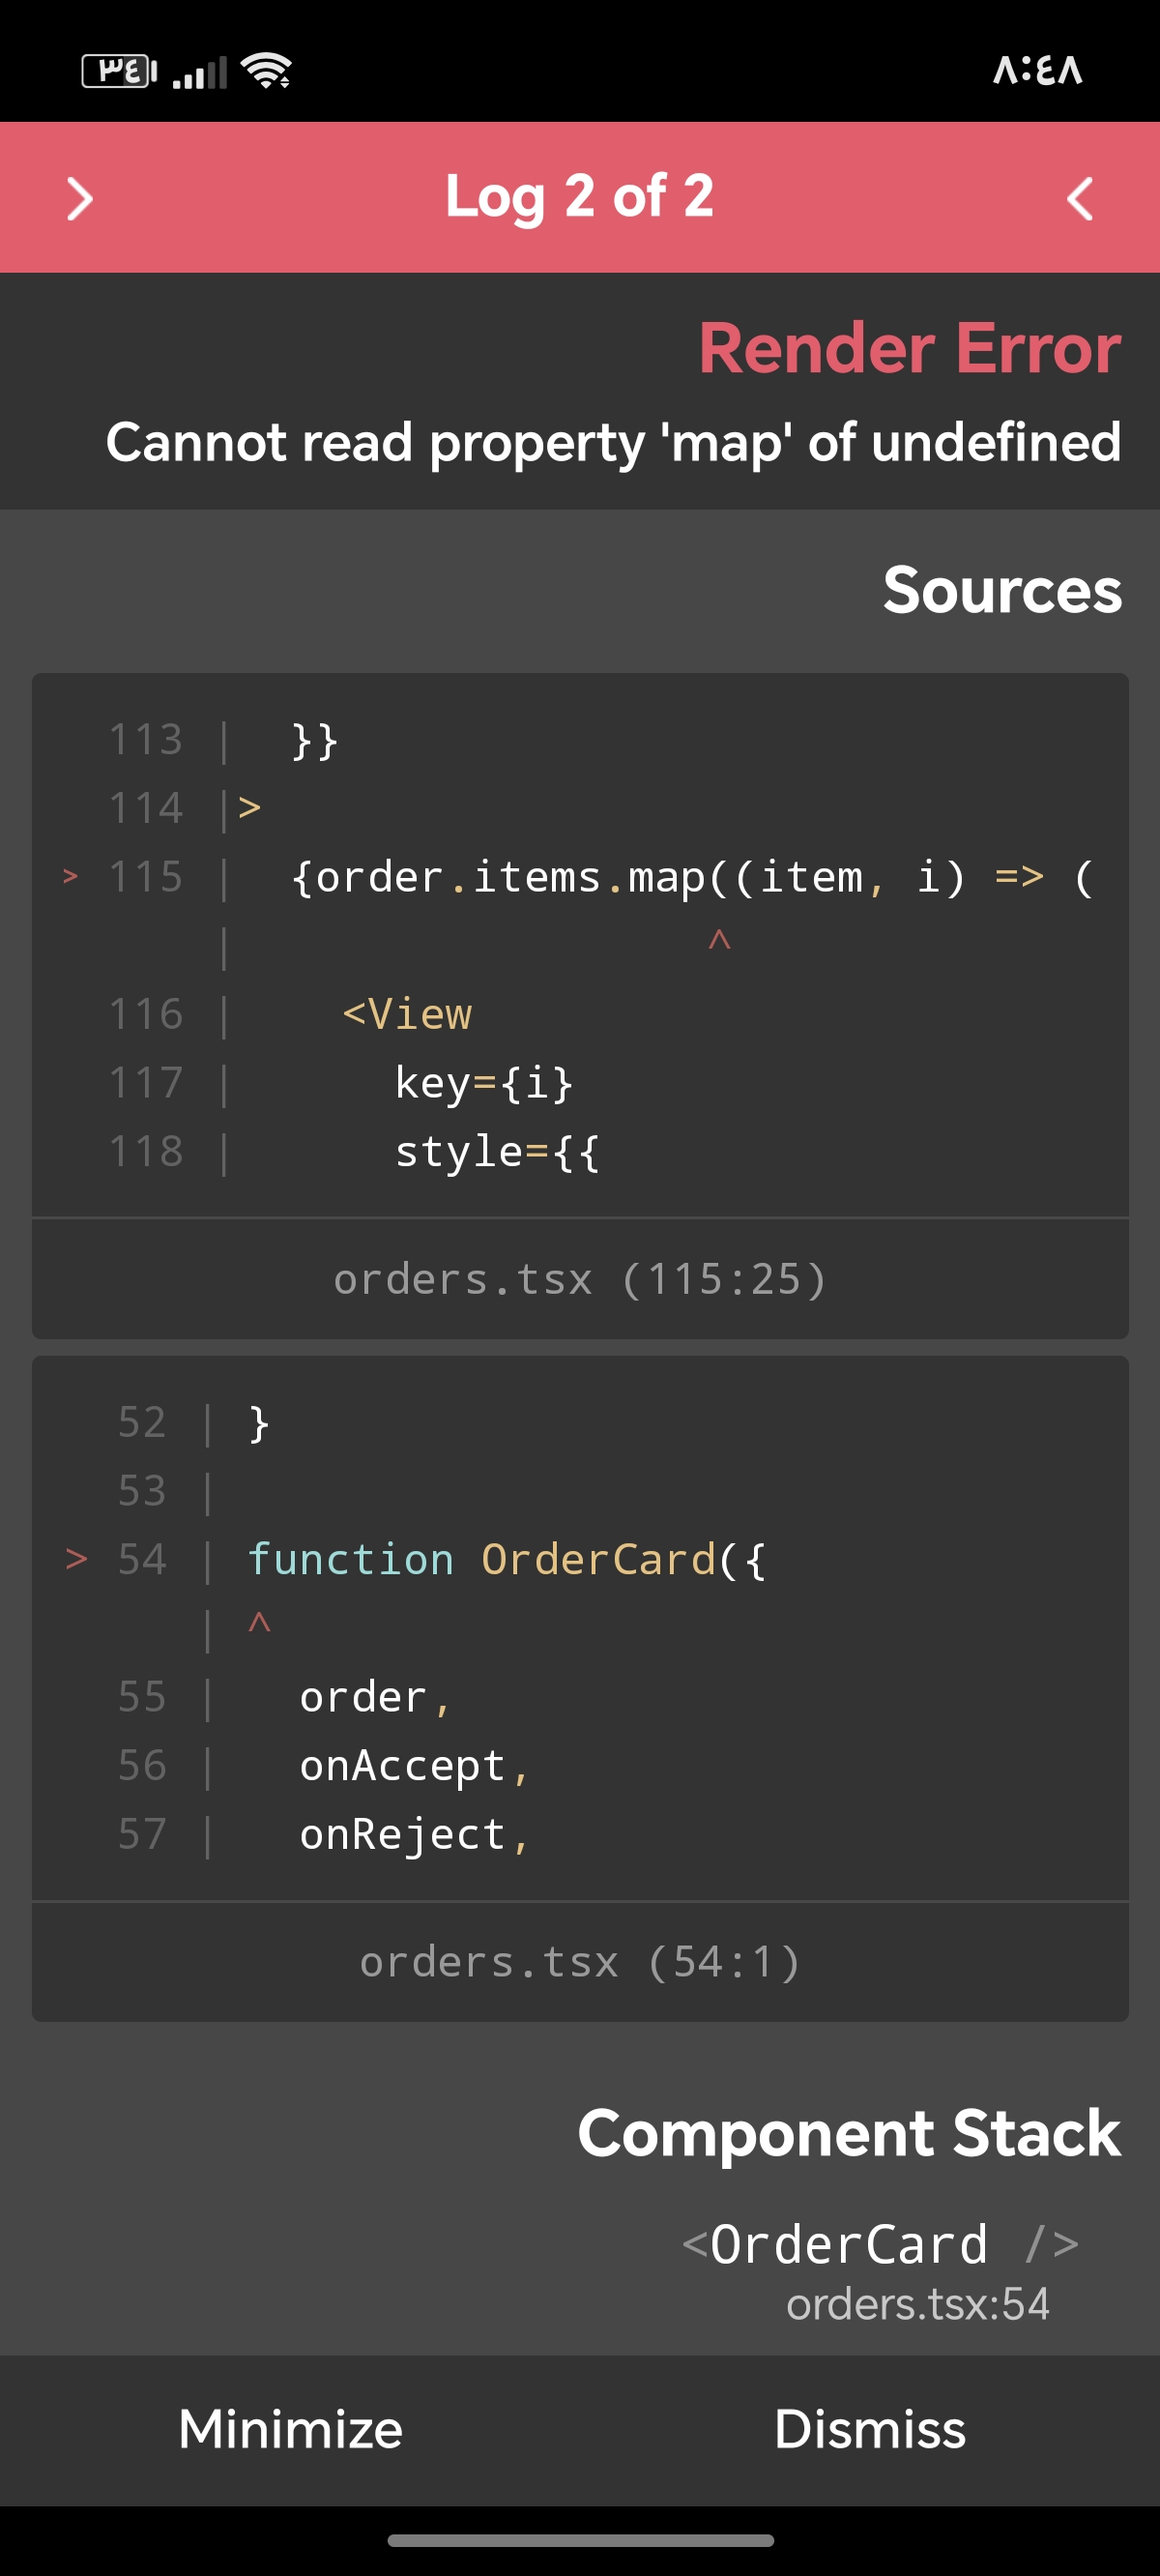 ٣٤
٨:٤٨
Log 2 of 2
Render Error
Cannot read property 'map' of undefined
Sources
113 |   }}
114 |>
> 115 |   {order.items.map((item, i) => (
|                   ^
116 |     <View
117 |       key={i}
118 |       style={{
orders.tsx (115:25)
52 | }
53 |
> 54 | function OrderCard({
| ^
55 |   order,
56 |   onAccept,
57 |   onReject,
orders.tsx (54:1)
Component Stack
<OrderCard />
orders.tsx:54
Minimize
Dismiss